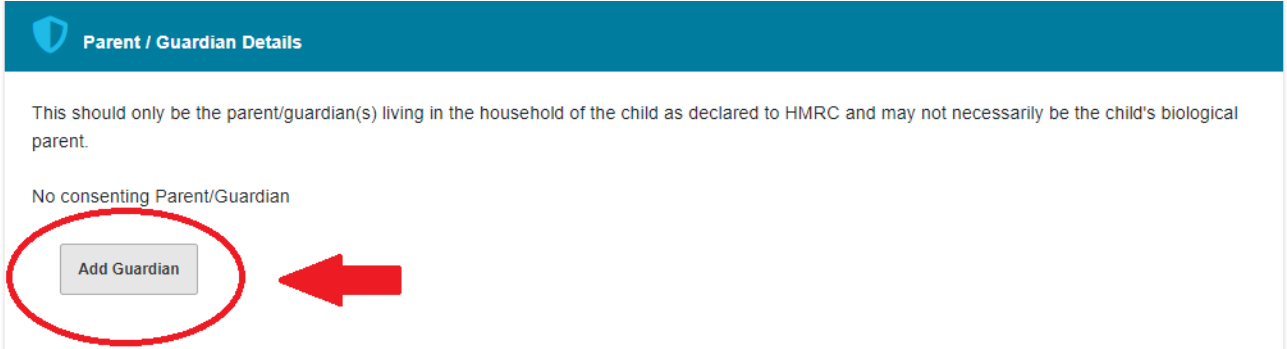 Parent / Guardian Details
This should only be the parent/guardian(s) living in the household of the child as declared to HMRC and may not necessarily be the child's biological
parent.
No consenting Parent/Guardian
Add Guardian